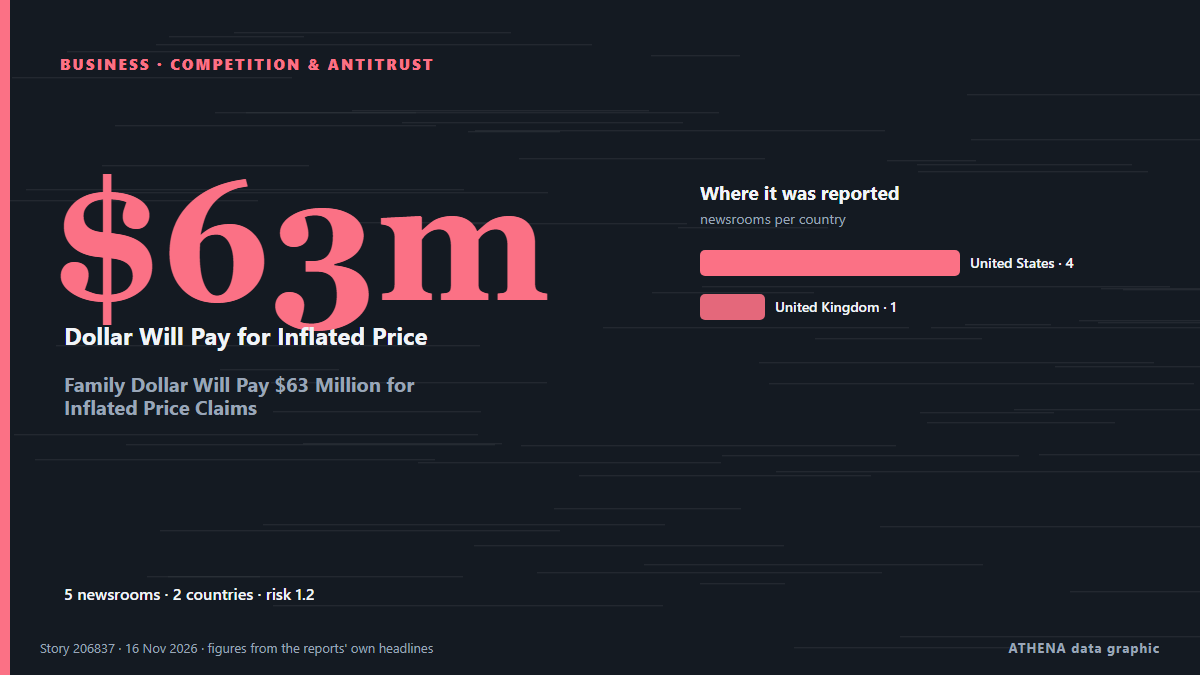 BUSINESS · COMPETITION & ANTITRUST
$63m
Dollar Will Pay for Inflated Price
Family Dollar Will Pay $63 Million for
Inflated Price Claims
Where it was reported
newsrooms per country
United States · 4
United Kingdom · 1
5 newsrooms · 2 countries · risk 1.2
Story 206837 · 16 Nov 2026 · figures from the reports' own headlines
ATHENA data graphic